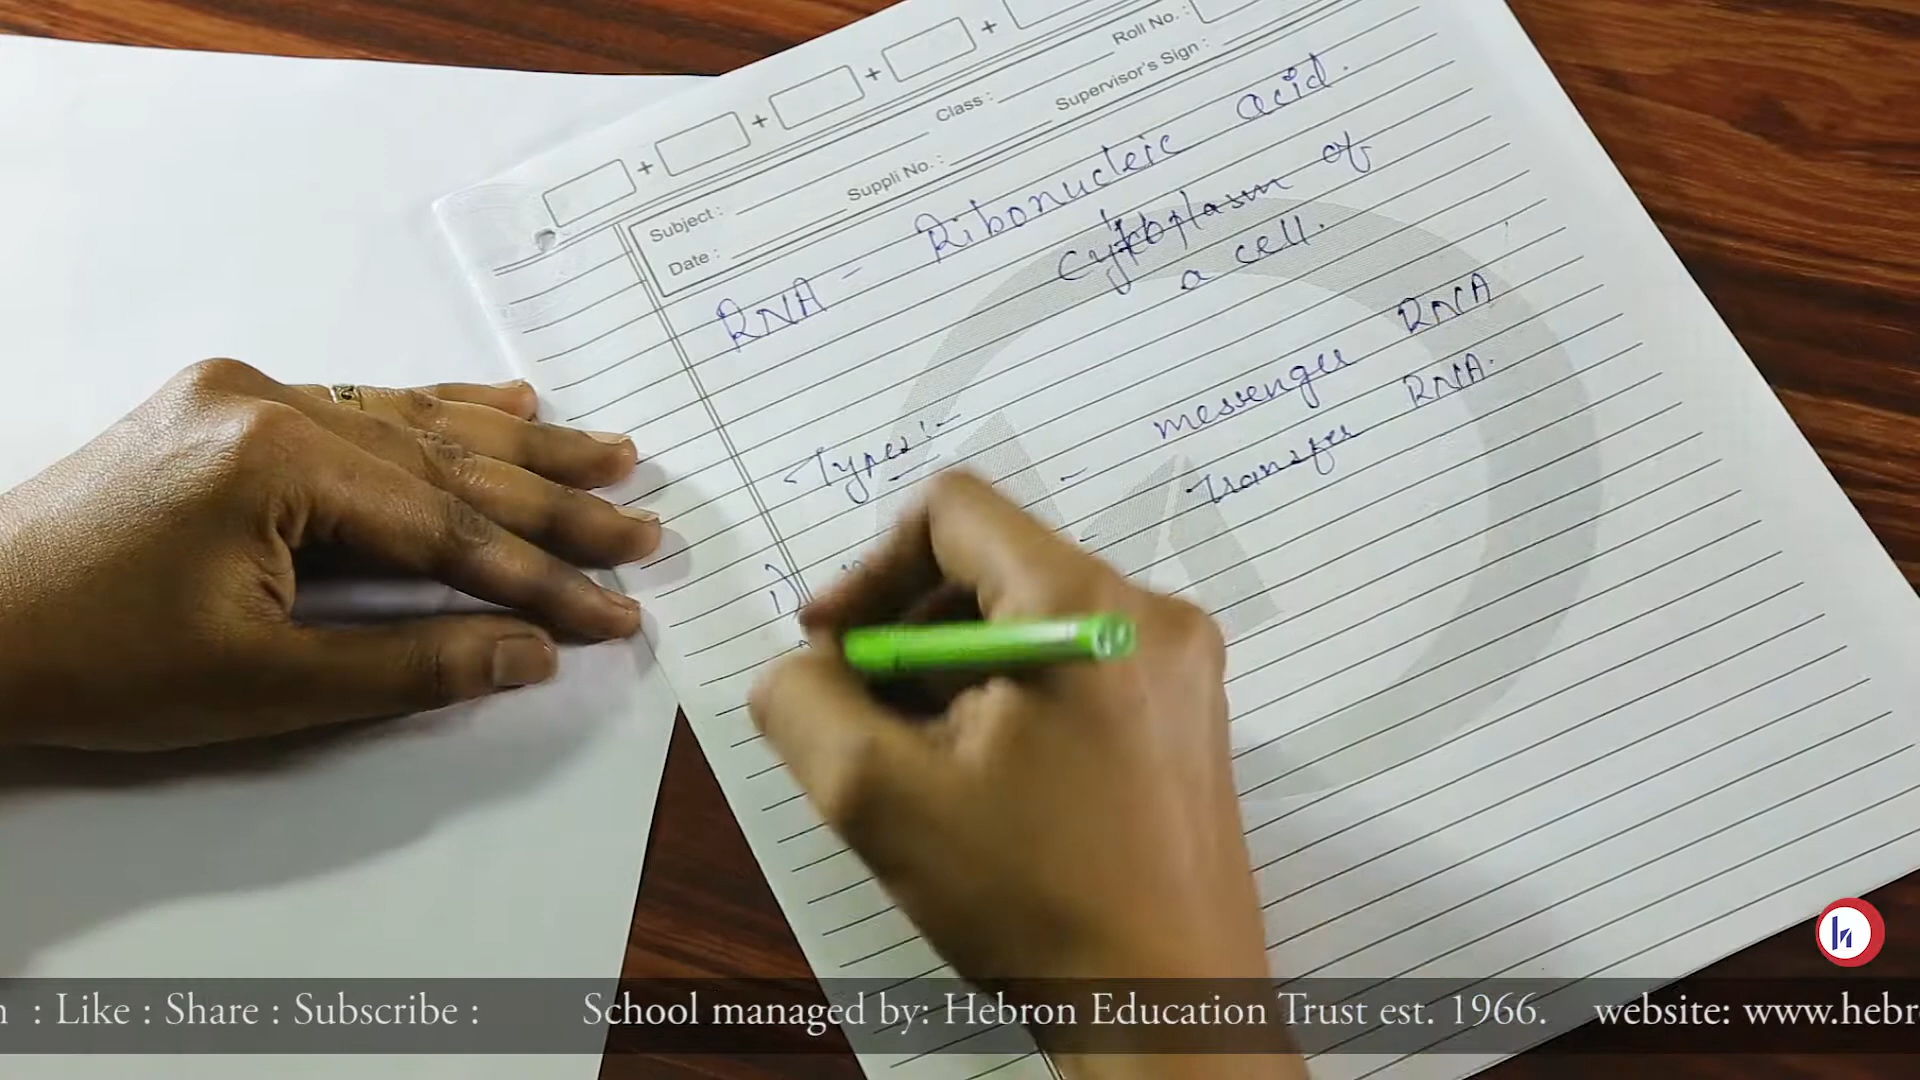 + + + +
Subject : Class : Roll No. :
Date : Suppli No. : Supervisor's Sign :
RNA - Ribonucleic acid.
Cytoplasm of
a cell.
Types :-
1) - messenger RNA
- Transfer RNA.
: Like : Share : Subscribe : School managed by: Hebron Education Trust est. 1966. website: www.hebr